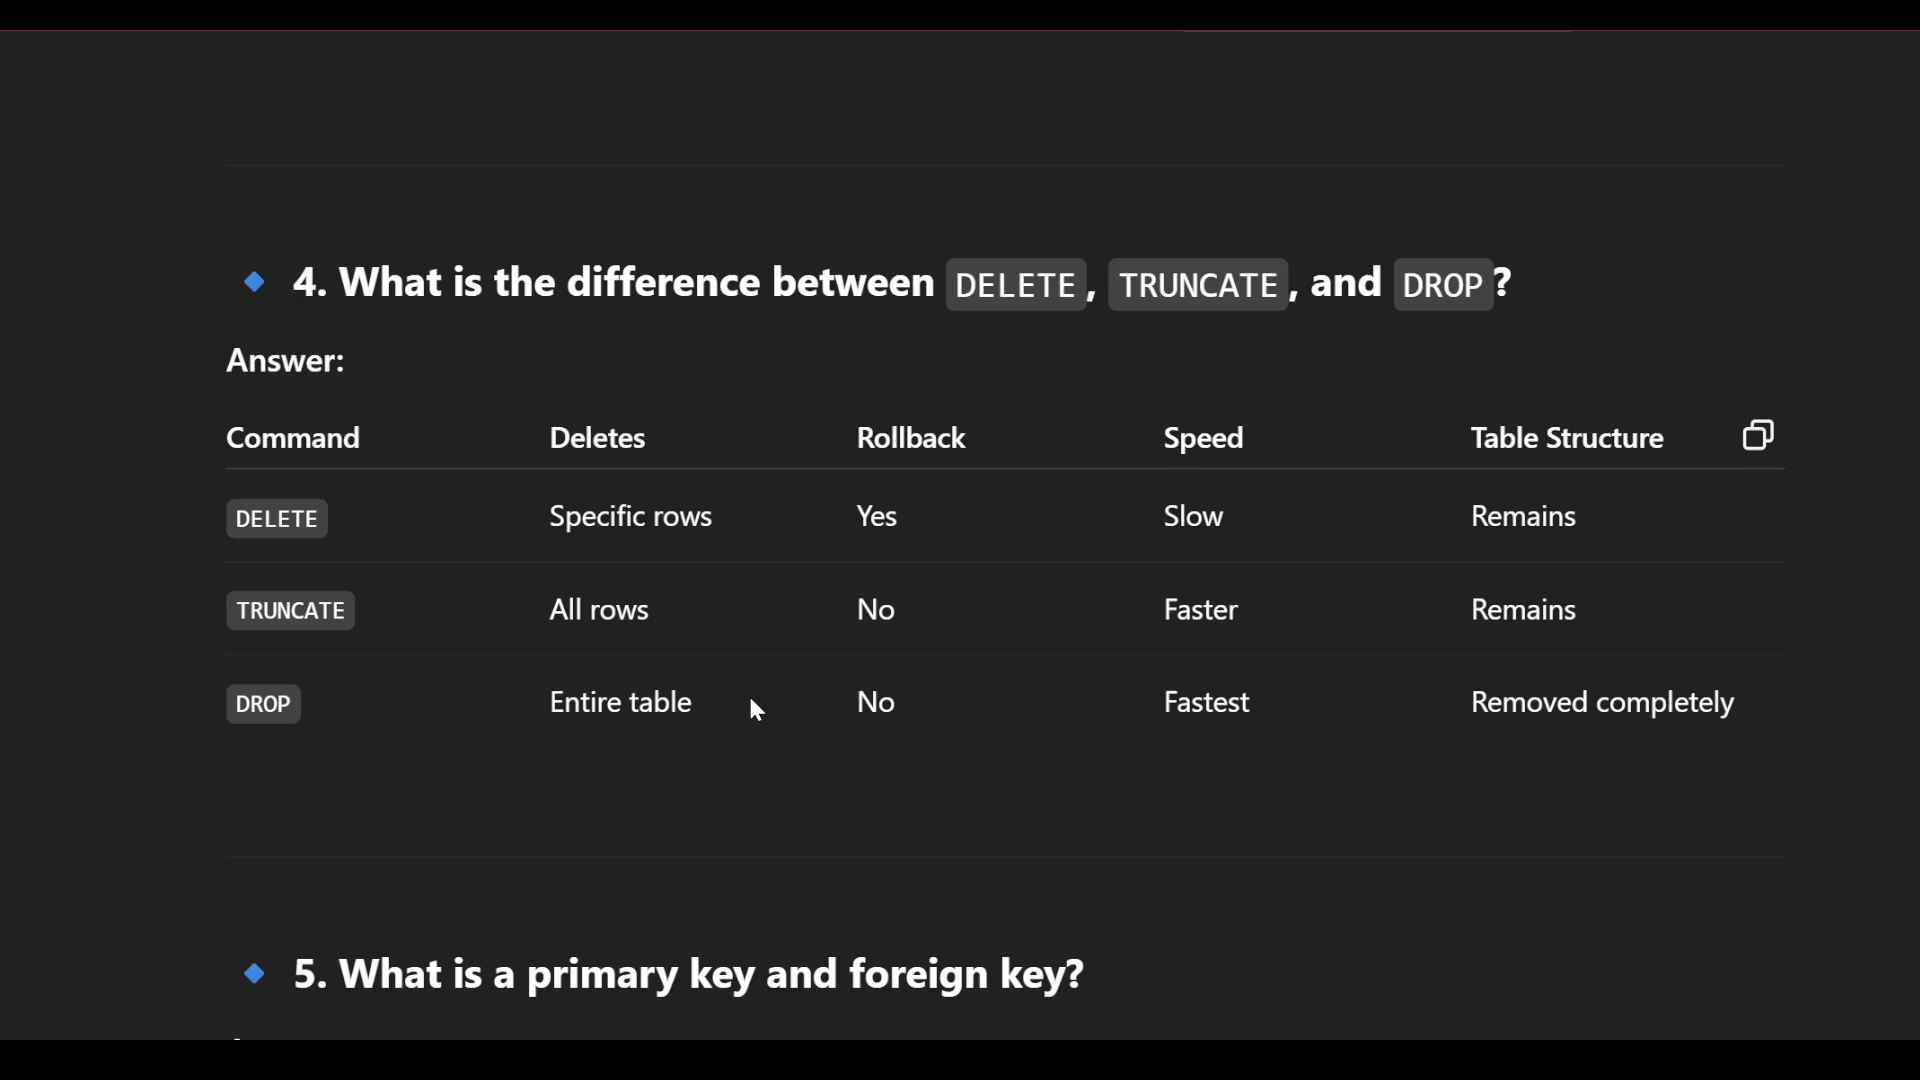 4. What is the difference between DELETE, TRUNCATE, and DROP?
Answer:
Command Deletes Rollback Speed Table Structure
DELETE Specific rows Yes Slow Remains
TRUNCATE All rows No Faster Remains
DROP Entire table No Fastest Removed completely
5. What is a primary key and foreign key?